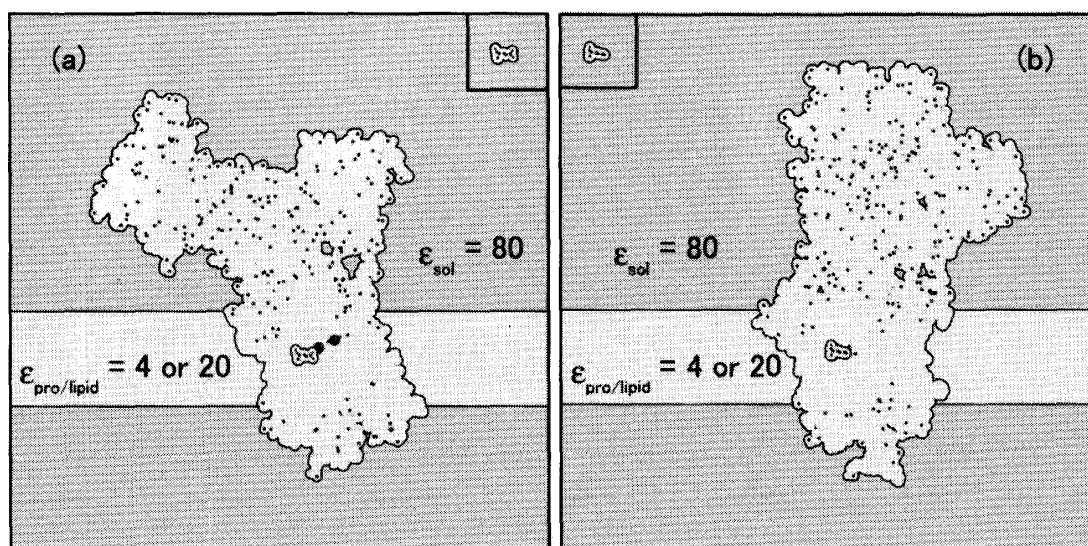 (a)
ε_sol = 80
ε_pro/lipid = 4 or 20
(b)
ε_sol = 80
ε_pro/lipid = 4 or 20